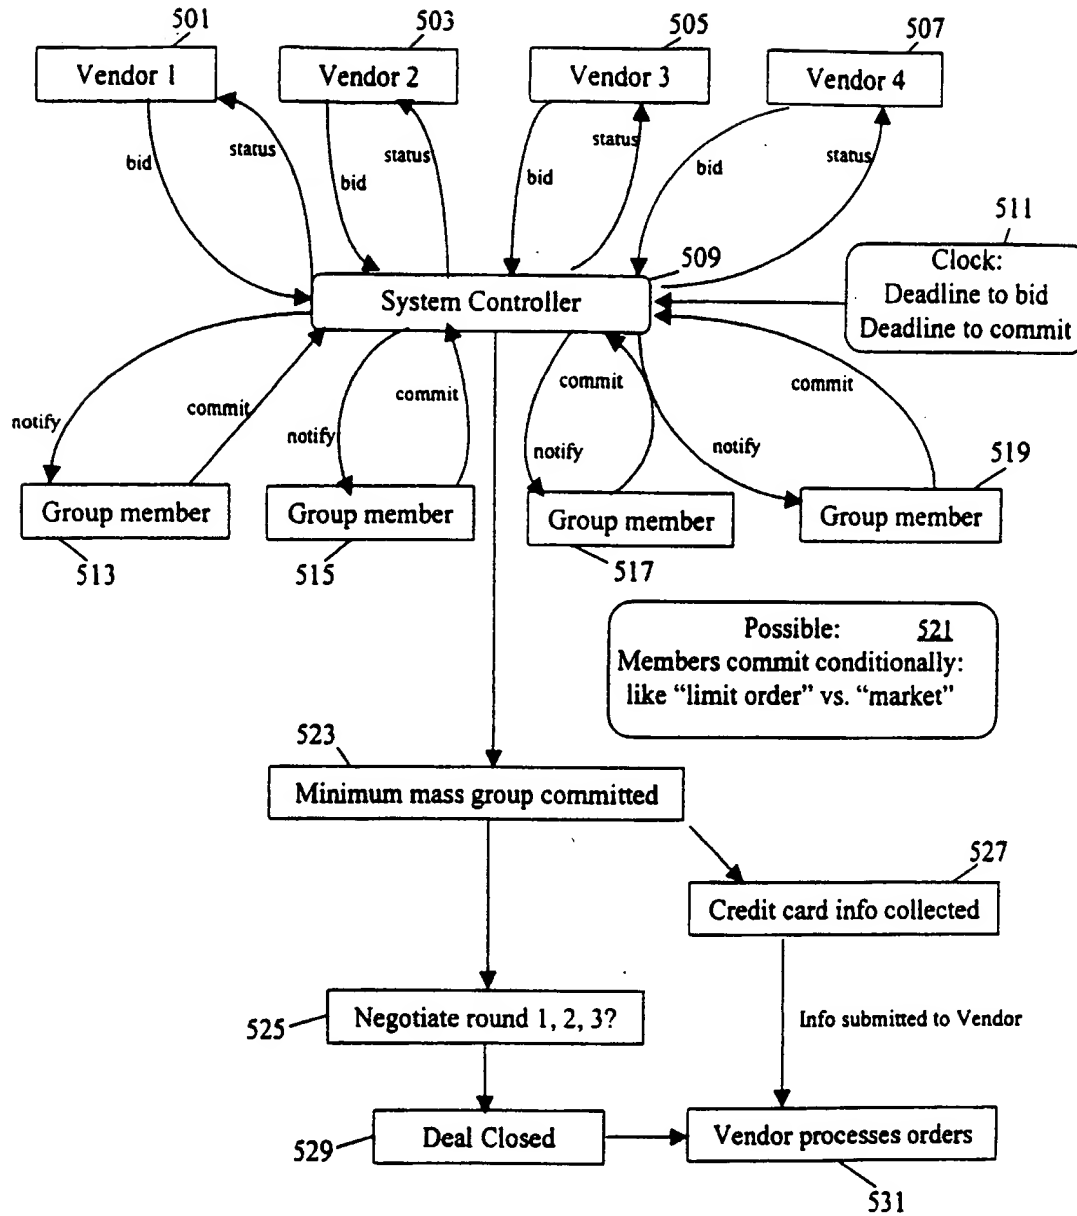 501
503
505
507
Vendor 1
Vendor 2
Vendor 3
Vendor 4
bid
status
bid
status
bid
status
bid
status
511
509
Clock:
Deadline to bid
Deadline to commit
System Controller
notify
commit
notify
commit
notify
commit
notify
commit
519
Group member
Group member
Group member
Group member
513
515
517
Possible: 521
Members commit conditionally:
like “limit order” vs. “market”
523
Minimum mass group committed
527
Credit card info collected
525
Negotiate round 1, 2, 3?
Info submitted to Vendor
529
Deal Closed
Vendor processes orders
531